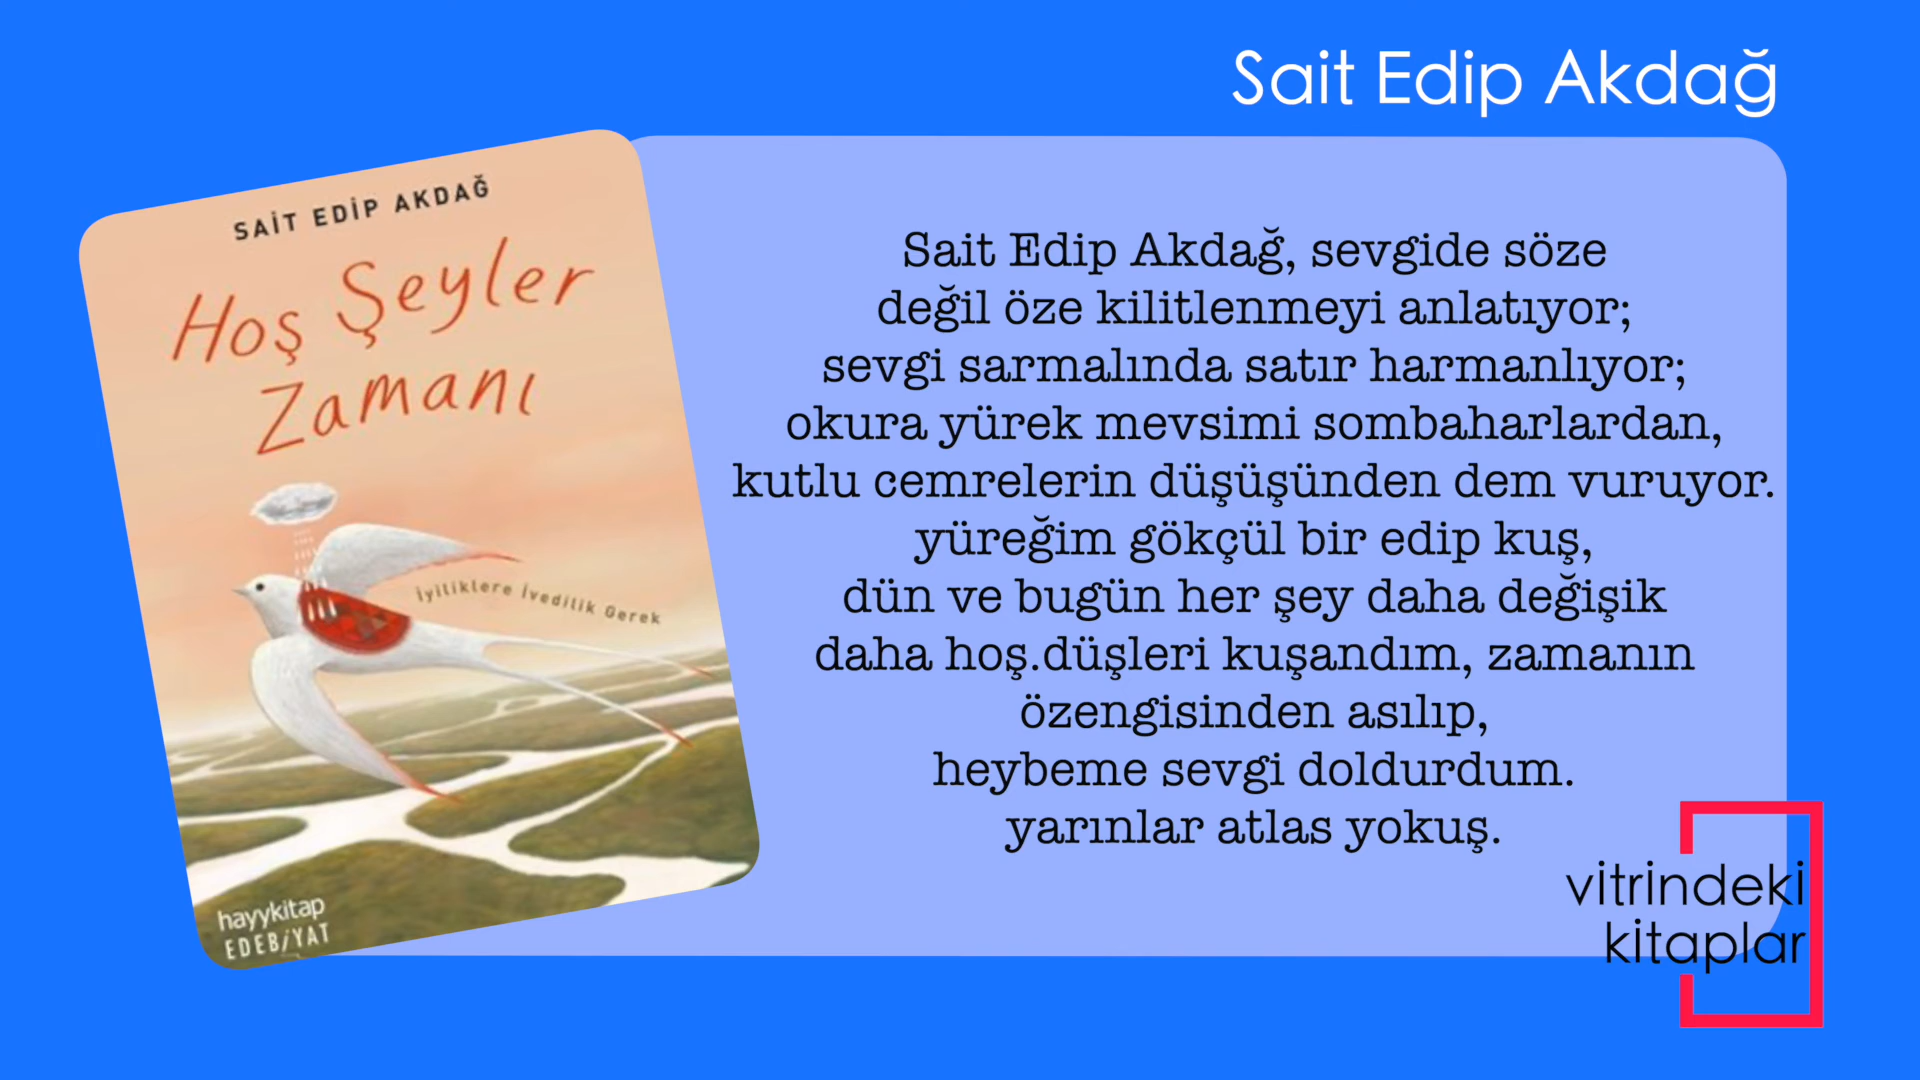 Sait Edip Akdağ
SAİT EDİP AKDAĞ
Hoş Şeyler
Zamanı
İyiliklere İvedilik Gerek
hayykitap
EDEBİYAT
Sait Edip Akdağ, sevgide söze
değil öze kilitlenmeyi anlatıyor;
sevgi sarmalında satır harmanlıyor;
okura yürek mevsimi sombaharlardan,
kutlu cemrelerin düşüşünden dem vuruyor.
yüreğim gökçül bir edip kuş,
dün ve bugün her şey daha değişik
daha hoş.düşleri kuşandım, zamanın
özengisinden asılıp,
heybeme sevgi doldurdum.
yarınlar atlas yokuş.
vitrindeki
kitaplar